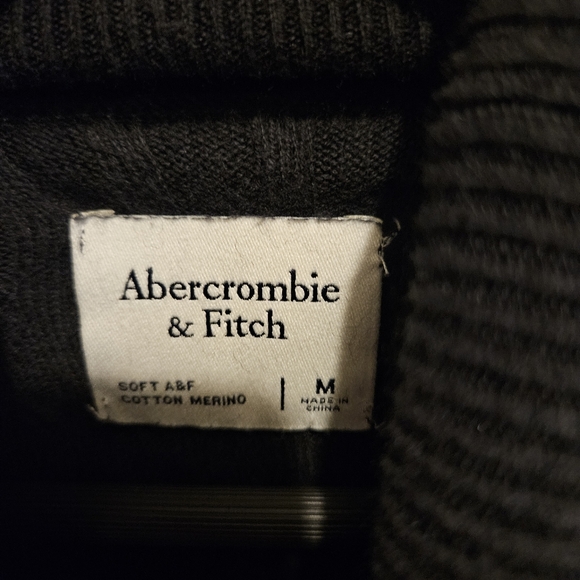 Abercrombie
& Fitch
SOFT A&F
COTTON MERINO
M
MADE IN
CHINA